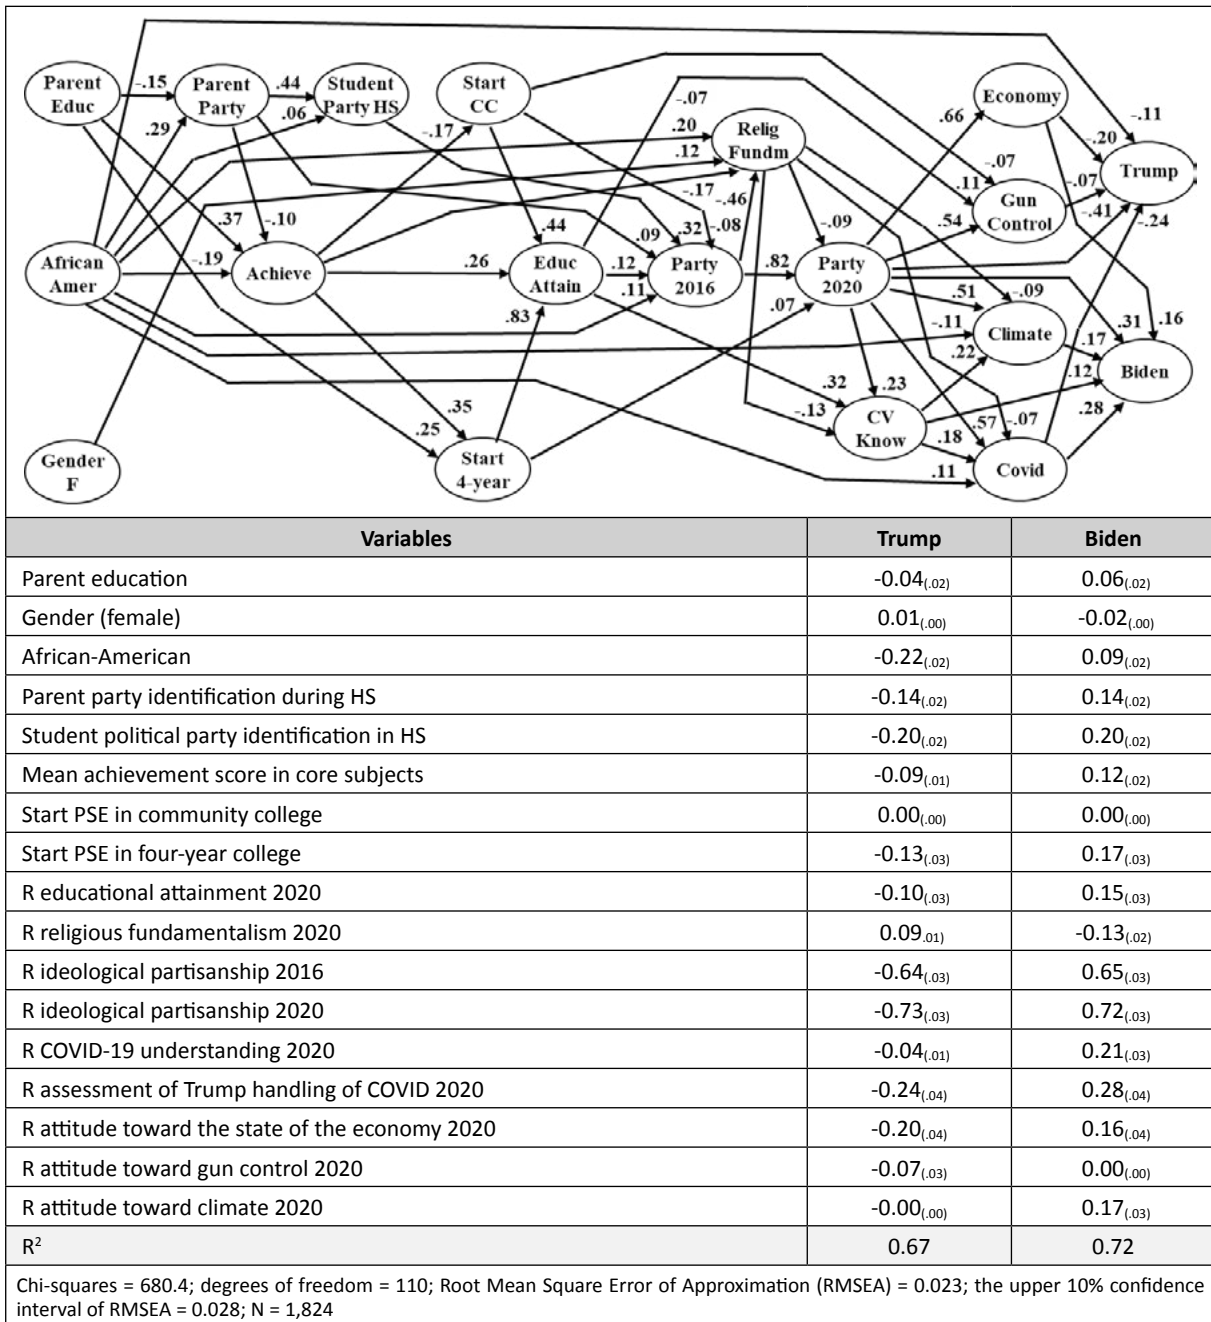 Parent Educ
Parent Party
Student Party HS
Start CC
Relig Fundm
Economy
Trump
Gun Control
African Amer
Achieve
Educ Attain
Party 2016
Party 2020
Climate
Biden
CV Know
Covid
Gender F
Start 4-year
-.15
.44
.06
.29
-.17
-.07
.20
.12
.66
-.11
-.20
-.07
-.07
.11
-.41
-.24
.54
.37
-.10
-.19
.26
.44
.09
.32
-.17
-.46
-.08
-.09
.12
.11
.82
.83
.07
.51
-.09
-.11
.22
.31
.16
.17
.12
.28
.32
.23
-.13
.57
-.07
.18
.11
.35
.25
Variables Trump Biden
Parent education -0.04(.02) 0.06(.02)
Gender (female) 0.01(.00) -0.02(.00)
African-American -0.22(.02) 0.09(.02)
Parent party identification during HS -0.14(.02) 0.14(.02)
Student political party identification in HS -0.20(.02) 0.20(.02)
Mean achievement score in core subjects -0.09(.01) 0.12(.02)
Start PSE in community college 0.00(.00) 0.00(.00)
Start PSE in four-year college -0.13(.03) 0.17(.03)
R educational attainment 2020 -0.10(.03) 0.15(.03)
R religious fundamentalism 2020 0.09.01) -0.13(.02)
R ideological partisanship 2016 -0.64(.03) 0.65(.03)
R ideological partisanship 2020 -0.73(.03) 0.72(.03)
R COVID-19 understanding 2020 -0.04(.01) 0.21(.03)
R assessment of Trump handling of COVID 2020 -0.24(.04) 0.28(.04)
R attitude toward the state of the economy 2020 -0.20(.04) 0.16(.04)
R attitude toward gun control 2020 -0.07(.03) 0.00(.00)
R attitude toward climate 2020 -0.00(.00) 0.17(.03)
R² 0.67 0.72
Chi-squares = 680.4; degrees of freedom = 110; Root Mean Square Error of Approximation (RMSEA) = 0.023; the upper 10% confidence
interval of RMSEA = 0.028; N = 1,824